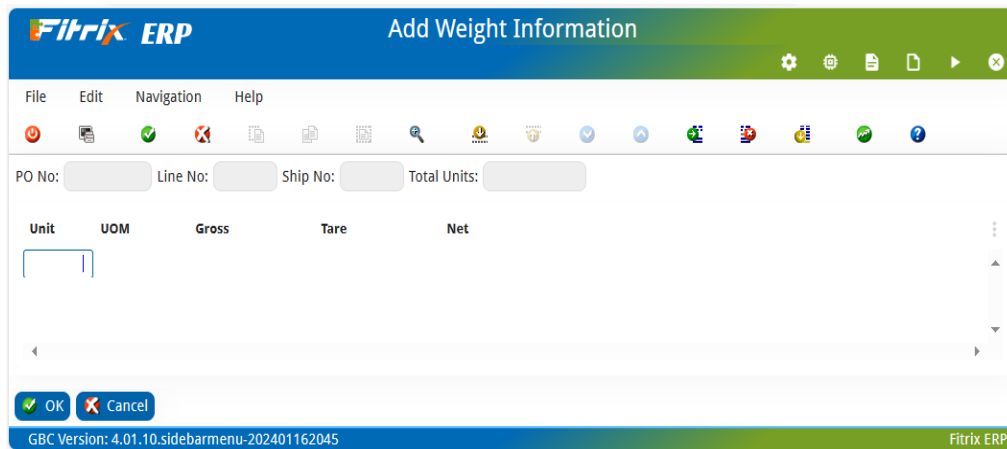 Fitrix ERP
Add Weight Information
File Edit Navigation Help
PO No: Line No: Ship No: Total Units:
Unit UOM Gross Tare Net
OK Cancel
GBC Version: 4.01.10.sidebarmenu-202401162045 Fitrix ERP